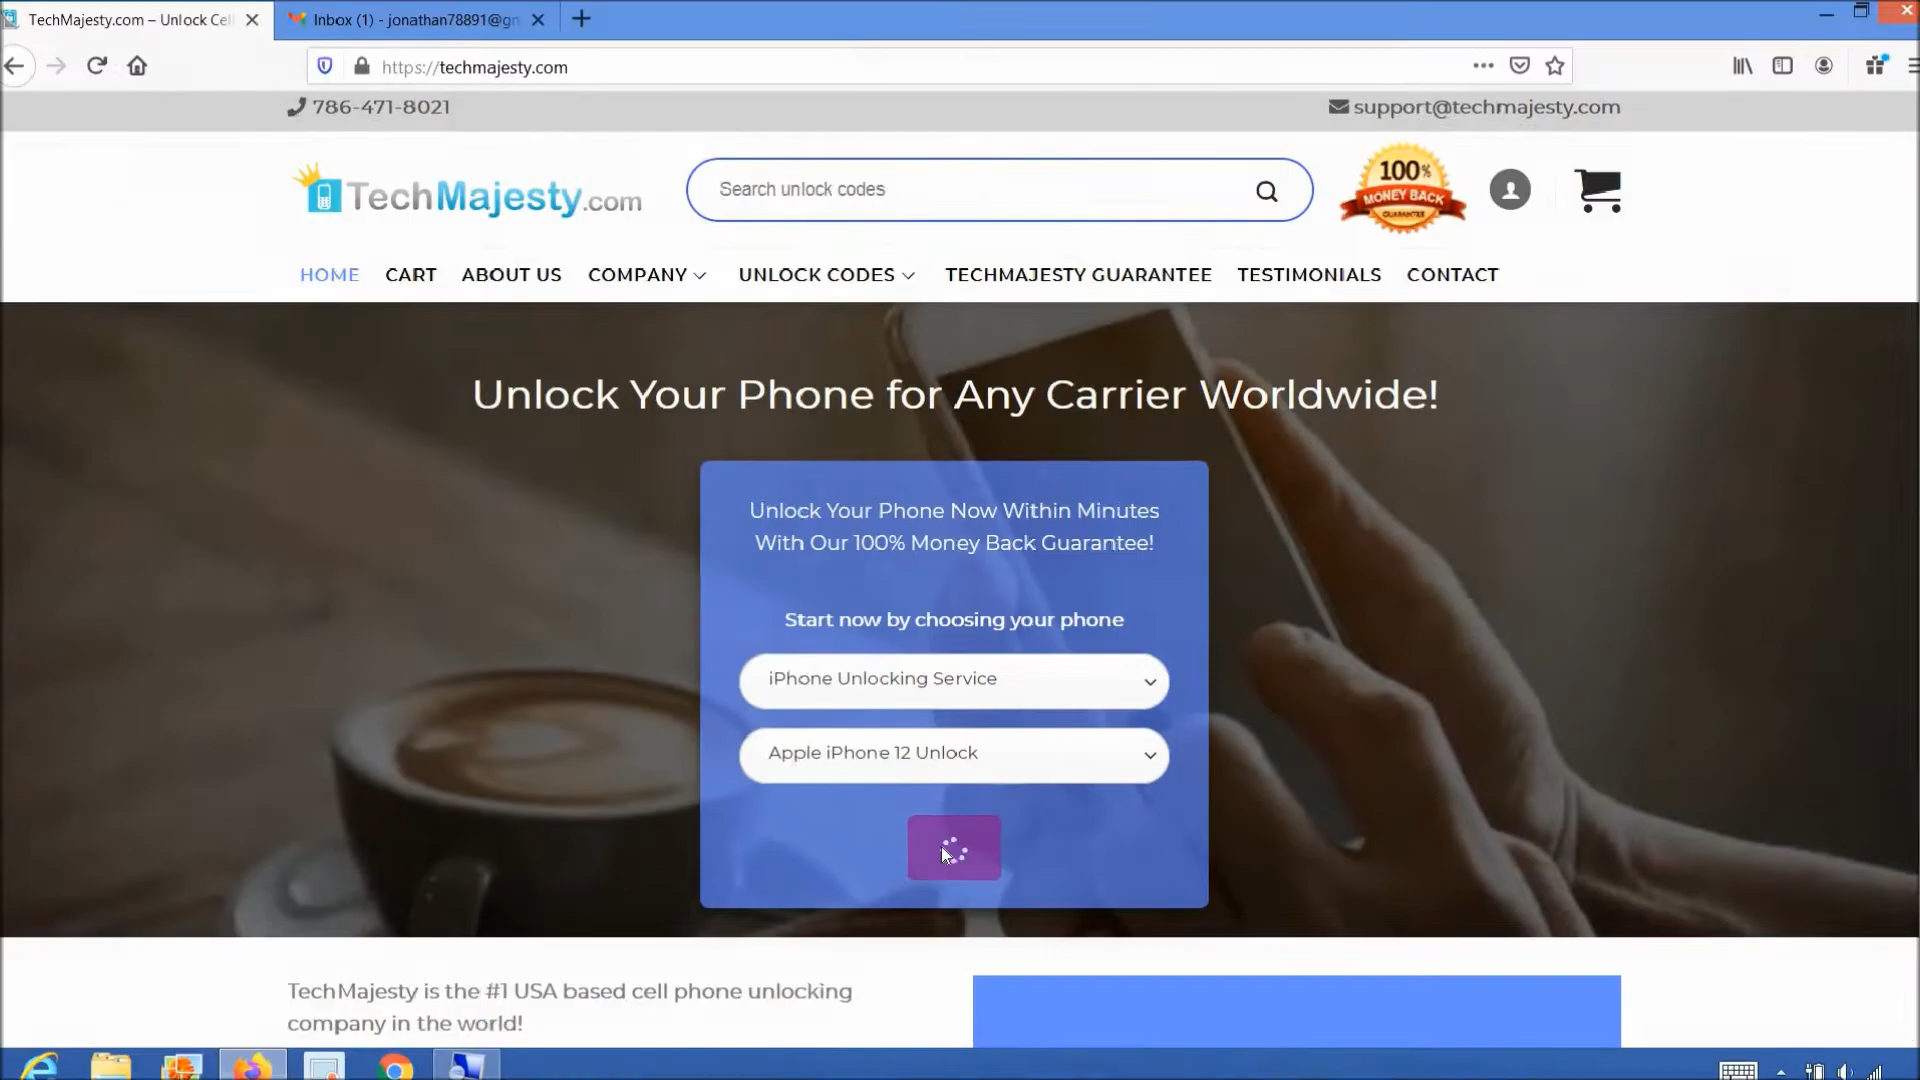 TechMajesty.com – Unlock Cel
Inbox (1) - jonathan78891@gm
https://techmajesty.com
786-471-8021
support@techmajesty.com
TechMajesty.com
Search unlock codes
100%
MONEY BACK
GUARANTEE
HOME CART ABOUT US COMPANY UNLOCK CODES TECHMAJESTY GUARANTEE TESTIMONIALS CONTACT
Unlock Your Phone for Any Carrier Worldwide!
Unlock Your Phone Now Within Minutes
With Our 100% Money Back Guarantee!
Start now by choosing your phone
iPhone Unlocking Service
Apple iPhone 12 Unlock
TechMajesty is the #1 USA based cell phone unlocking
company in the world!